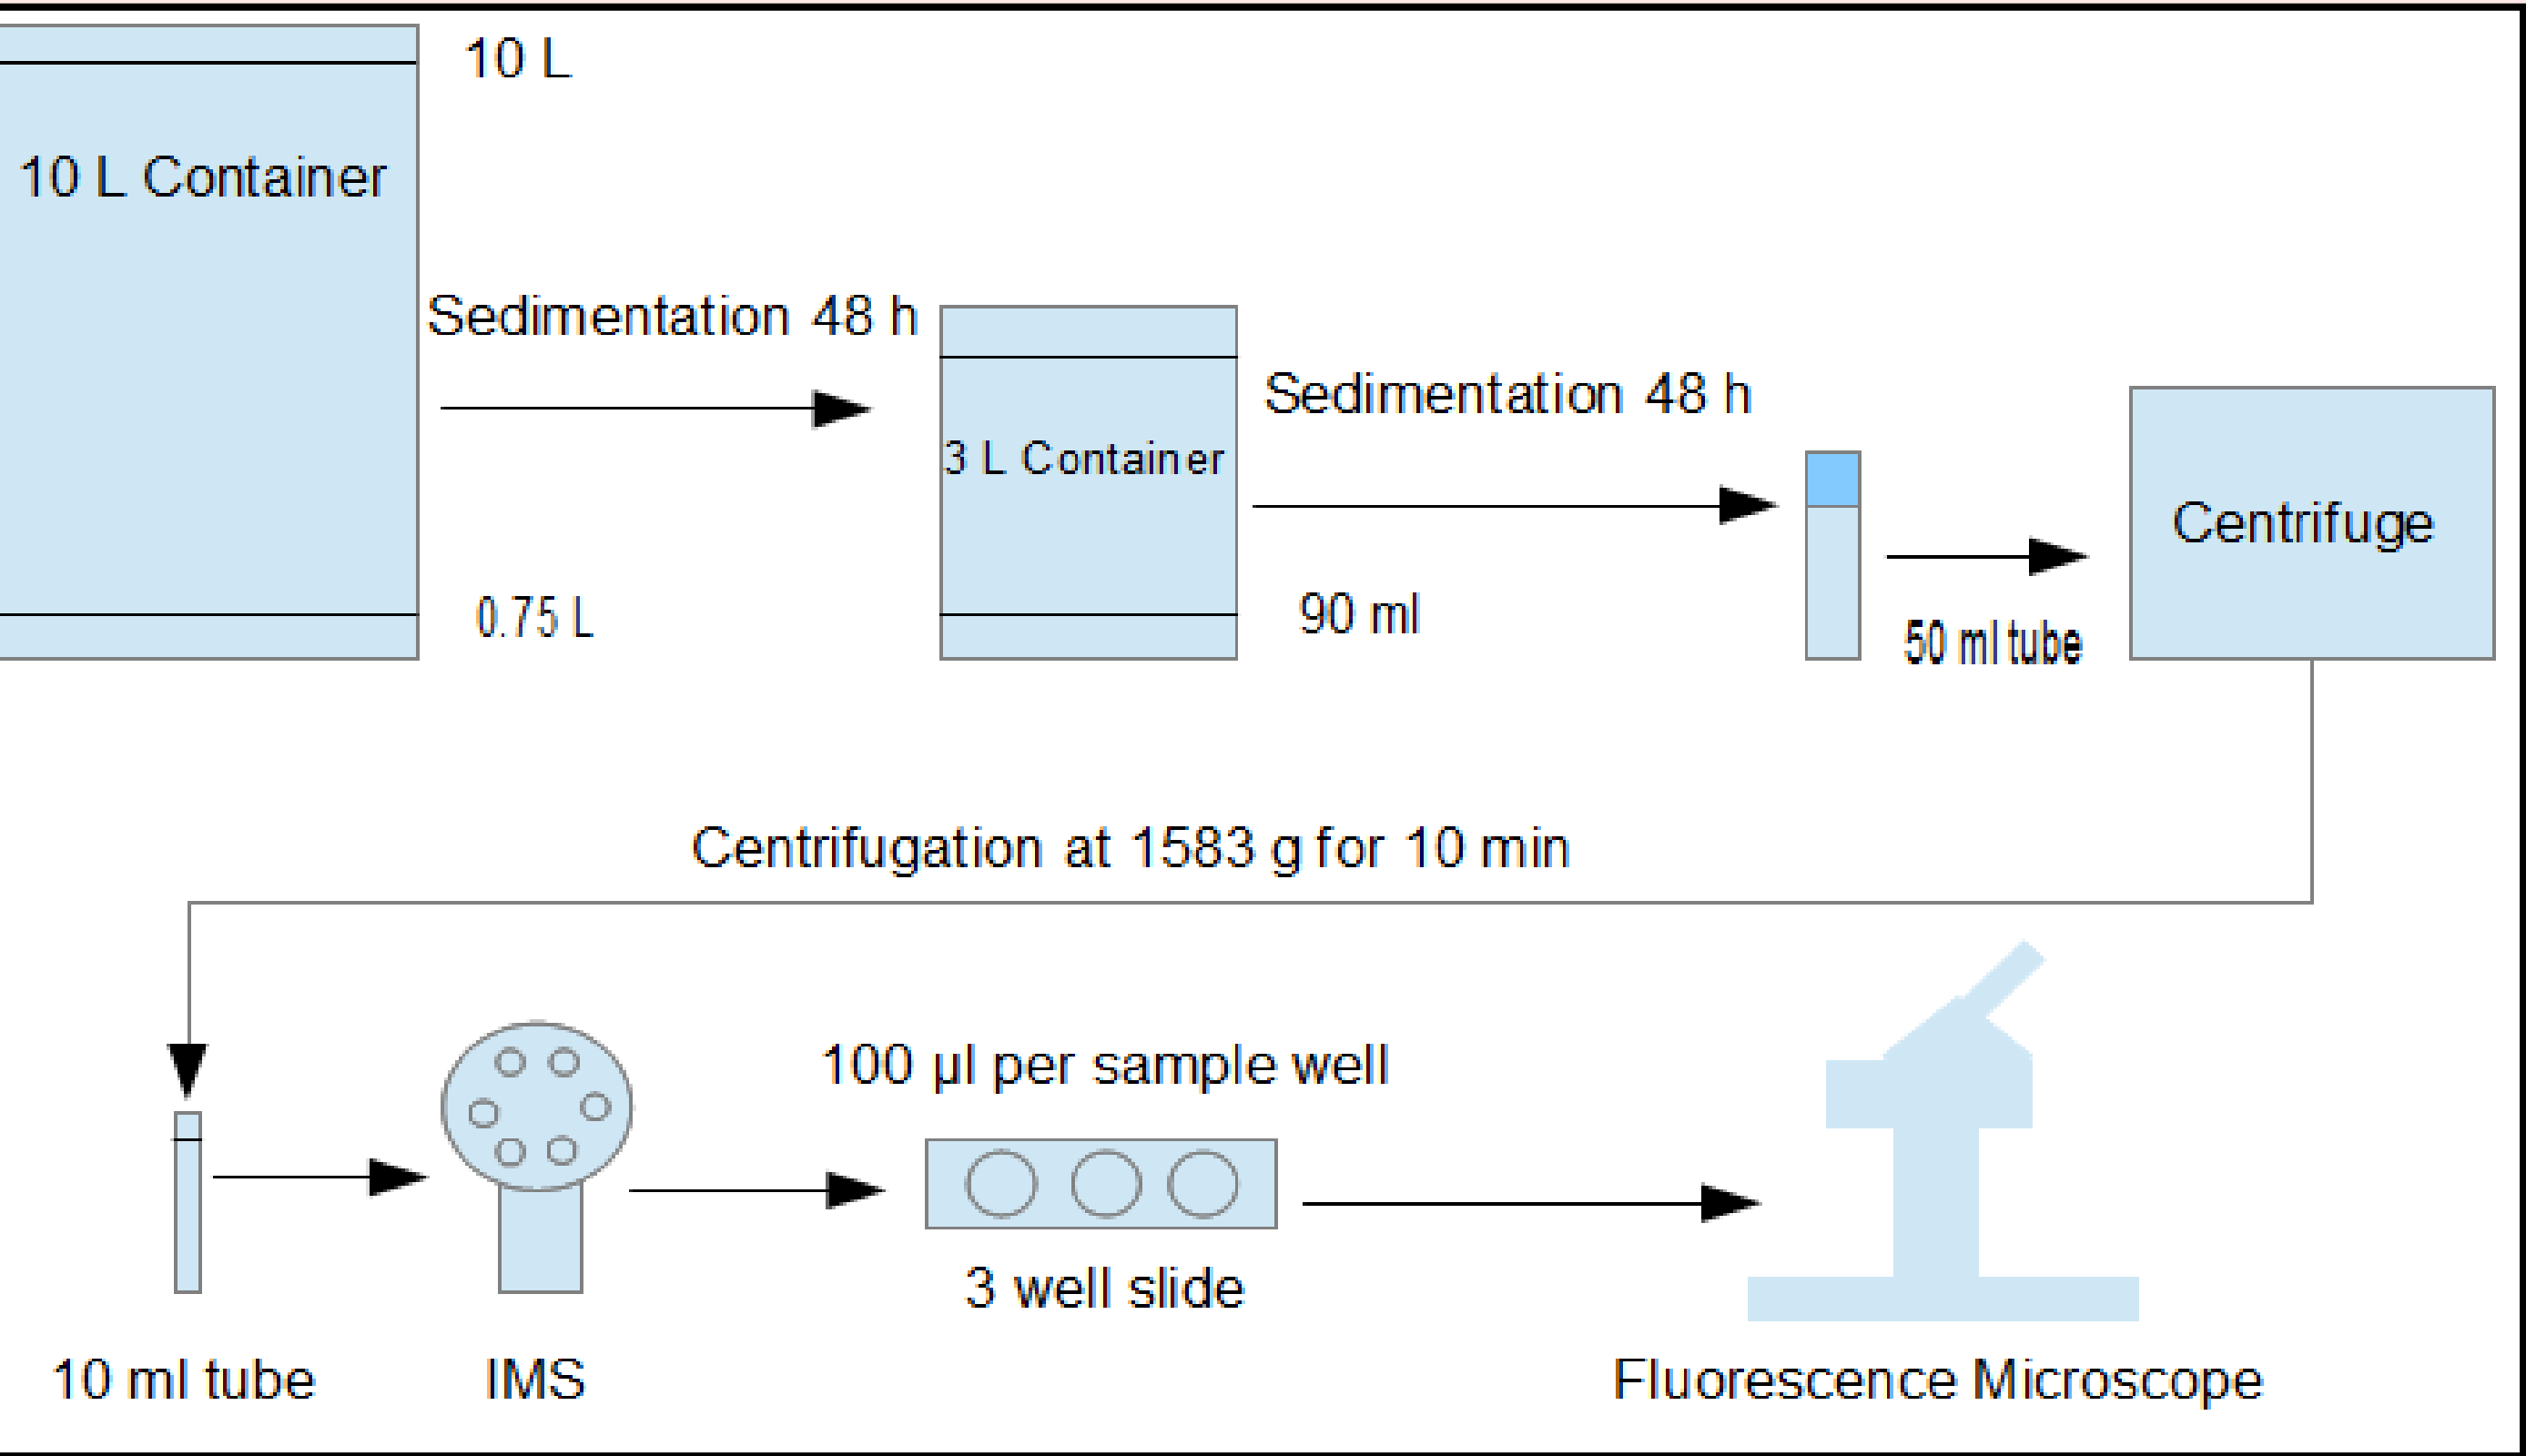 10 L
10 L Container
Sedimentation 48 h
Sedimentation 48 h
3 L Container
Centrifuge
0.75 L
90 ml
50 ml tube
Centrifugation at 1583 g for 10 min
100 µl per sample well
3 well slide
10 ml tube
IMS
Fluorescence Microscope